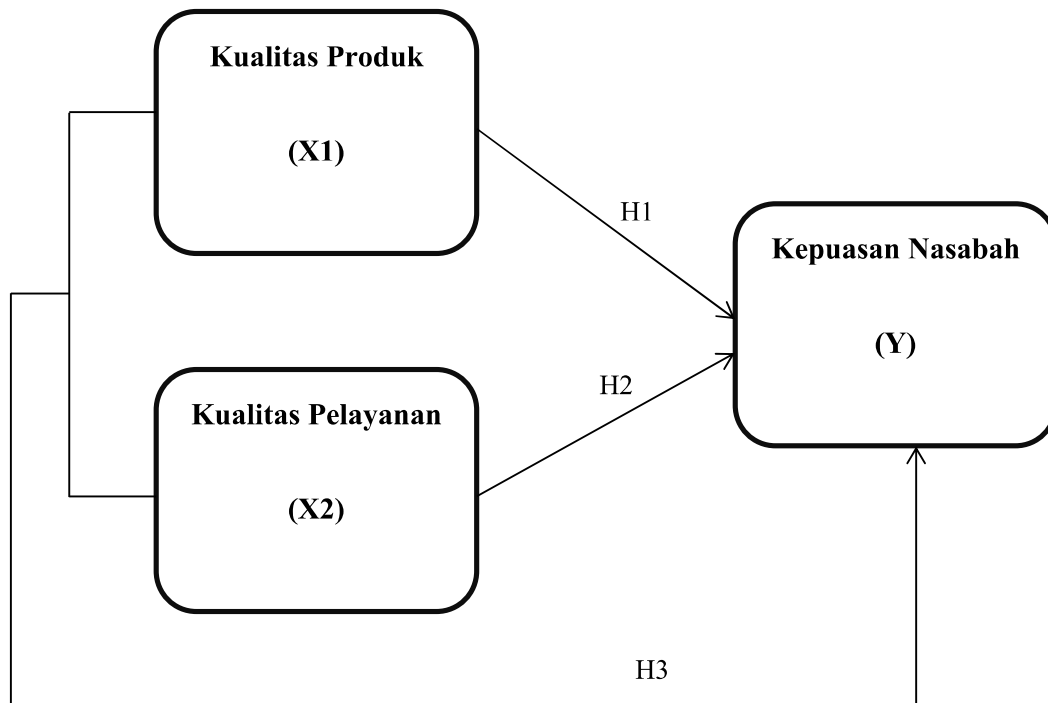 Kualitas Produk
(X1)
H1
Kepuasan Nasabah
(Y)
H2
Kualitas Pelayanan
(X2)
H3